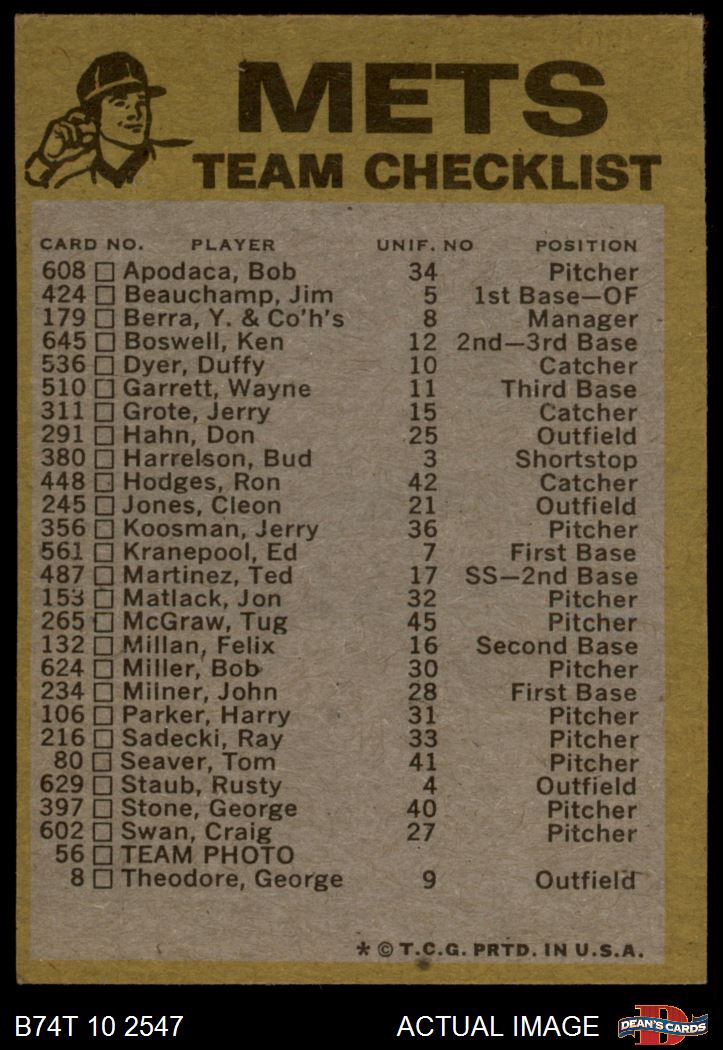 METS
TEAM CHECKLIST
CARD NO. PLAYER UNIF. NO POSITION
608 Apodaca, Bob 34 Pitcher
424 Beauchamp, Jim 5 1st Base—OF
179 Berra, Y. & Co'h's 8 Manager
645 Boswell, Ken 12 2nd—3rd Base
536 Dyer, Duffy 10 Catcher
510 Garrett, Wayne 11 Third Base
311 Grote, Jerry 15 Catcher
291 Hahn, Don 25 Outfield
380 Harrelson, Bud 3 Shortstop
448 Hodges, Ron 42 Catcher
245 Jones, Cleon 21 Outfield
356 Koosman, Jerry 36 Pitcher
561 Kranepool, Ed 7 First Base
487 Martinez, Ted 17 SS—2nd Base
153 Matlack, Jon 32 Pitcher
265 McGraw, Tug 45 Pitcher
132 Millan, Felix 16 Second Base
624 Miller, Bob 30 Pitcher
234 Milner, John 28 First Base
106 Parker, Harry 31 Pitcher
216 Sadecki, Ray 33 Pitcher
80 Seaver, Tom 41 Pitcher
629 Staub, Rusty 4 Outfield
397 Stone, George 40 Pitcher
602 Swan, Craig 27 Pitcher
56 TEAM PHOTO
8 Theodore, George 9 Outfield
* © T.C.G. PRTD. IN U.S.A.
B74T 10 2547 ACTUAL IMAGE D DEAN'S CARDS